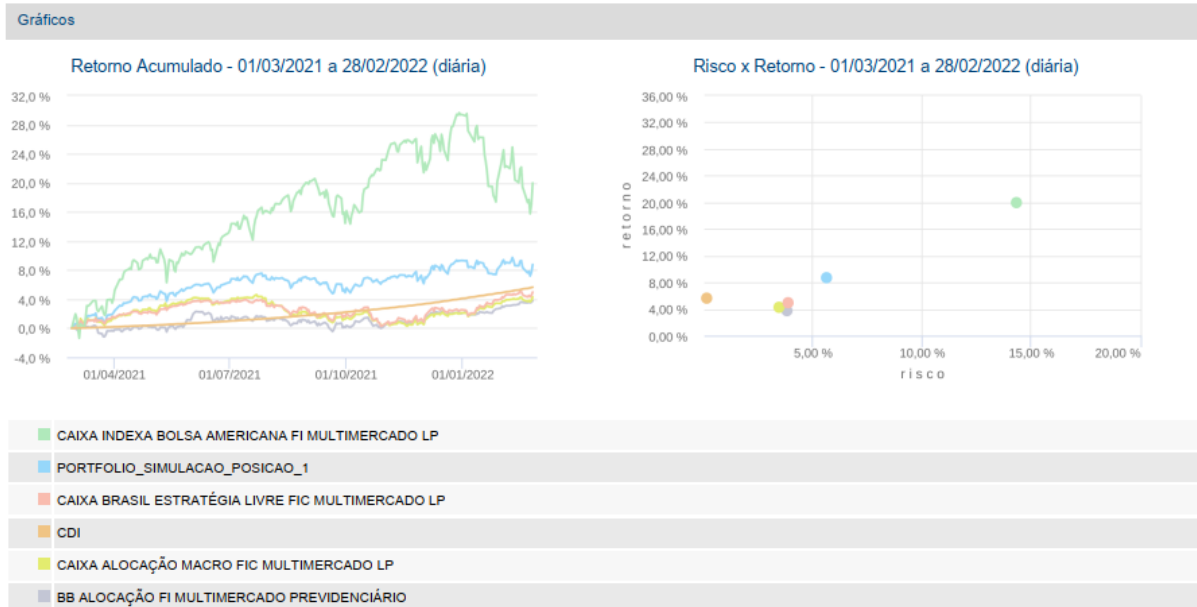 Gráficos
Retorno Acumulado - 01/03/2021 a 28/02/2022 (diária)
32,0 %
28,0 %
24,0 %
20,0 %
16,0 %
12,0 %
8,0 %
4,0 %
0,0 %
-4,0 %
01/04/2021 01/07/2021 01/10/2021 01/01/2022
Risco x Retorno - 01/03/2021 a 28/02/2022 (diária)
retorno
36,00 %
32,00 %
28,00 %
24,00 %
20,00 %
16,00 %
12,00 %
8,00 %
4,00 %
0,00 %
5,00 % 10,00 % 15,00 % 20,00 %
risco
CAIXA INDEXA BOLSA AMERICANA FI MULTIMERCADO LP
PORTFOLIO_SIMULACAO_POSICAO_1
CAIXA BRASIL ESTRATÉGIA LIVRE FIC MULTIMERCADO LP
CDI
CAIXA ALOCAÇÃO MACRO FIC MULTIMERCADO LP
BB ALOCAÇÃO FI MULTIMERCADO PREVIDENCIÁRIO